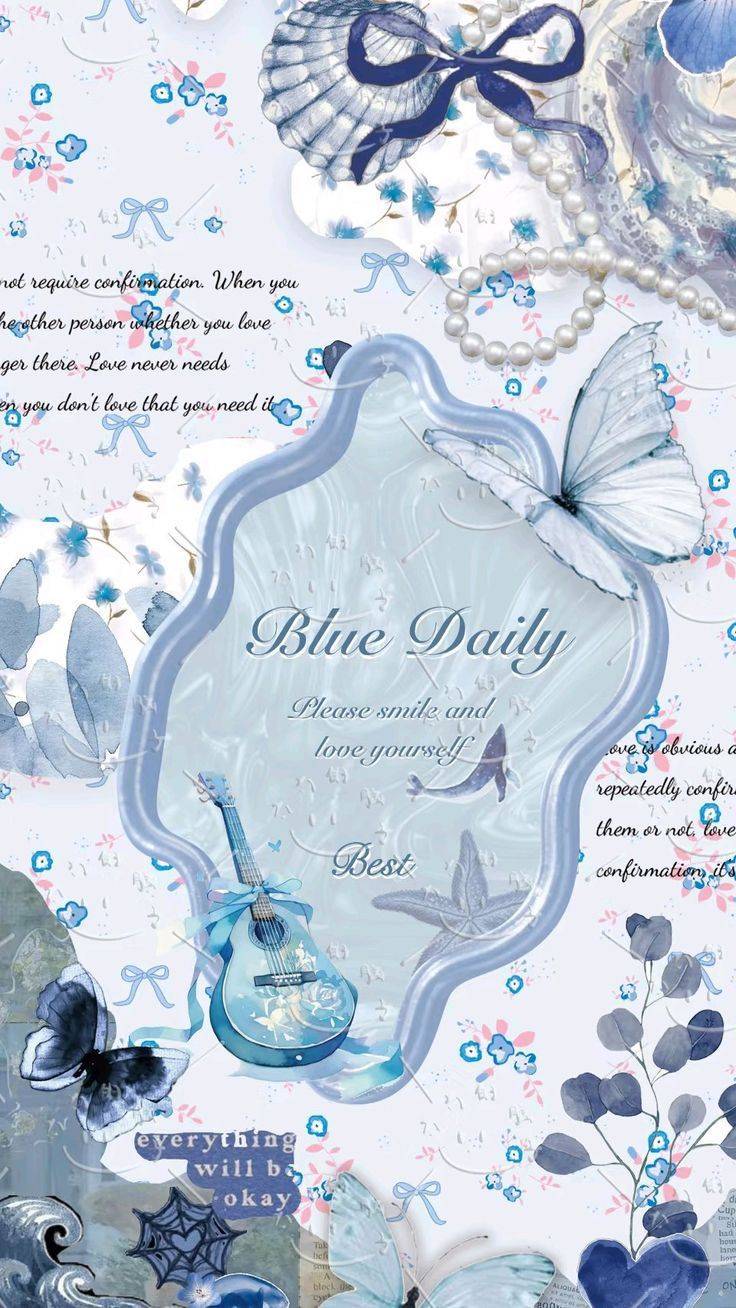 not require confirmation. When you
he other person whether you love
ger there. Love never needs
en you don't love that you need it
Blue Daily
Please smile and
love yourself
ove is obvious a
repeatedly confir
them or not, love
confirmation, it's
Best
everything
will be
okay